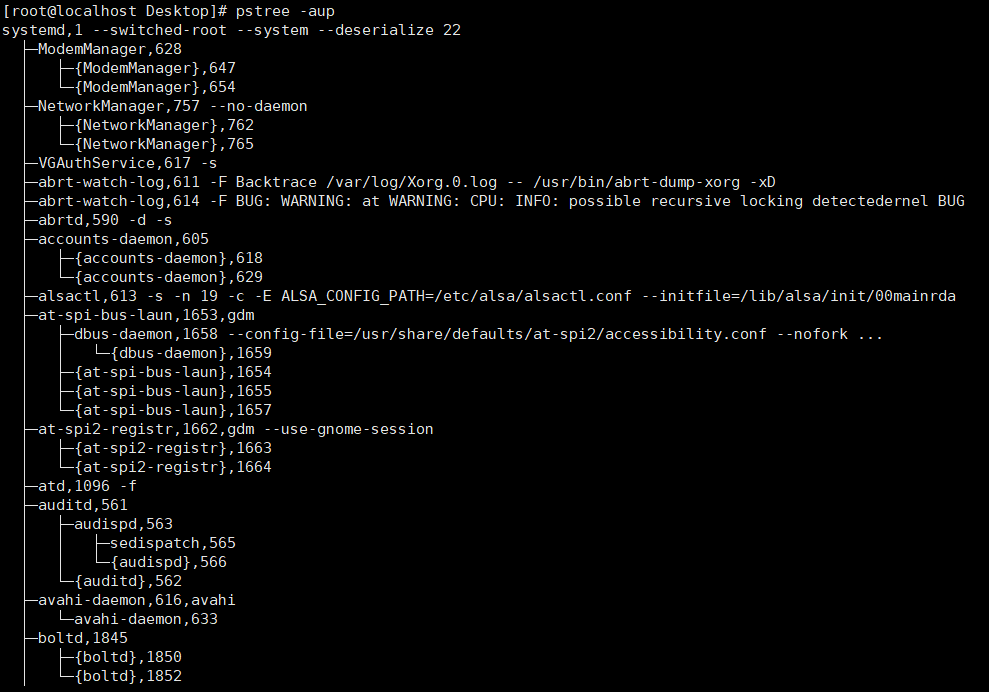 [root@localhost Desktop]# pstree -aup
systemd,1 --switched-root --system --deserialize 22
  ├─ModemManager,628
  │   ├─{ModemManager},647
  │   └─{ModemManager},654
  ├─NetworkManager,757 --no-daemon
  │   ├─{NetworkManager},762
  │   └─{NetworkManager},765
  ├─VGAuthService,617 -s
  ├─abrt-watch-log,611 -F Backtrace /var/log/Xorg.0.log -- /usr/bin/abrt-dump-xorg -xD
  ├─abrt-watch-log,614 -F BUG: WARNING: at WARNING: CPU: INFO: possible recursive locking detectedernel BUG
  ├─abrtd,590 -d -s
  ├─accounts-daemon,605
  │   ├─{accounts-daemon},618
  │   └─{accounts-daemon},629
  ├─alsactl,613 -s -n 19 -c -E ALSA_CONFIG_PATH=/etc/alsa/alsactl.conf --initfile=/lib/alsa/init/00mainrda
  ├─at-spi-bus-laun,1653,gdm
  │   ├─dbus-daemon,1658 --config-file=/usr/share/defaults/at-spi2/accessibility.conf --nofork ...
  │   │   └─{dbus-daemon},1659
  │   ├─{at-spi-bus-laun},1654
  │   ├─{at-spi-bus-laun},1655
  │   └─{at-spi-bus-laun},1657
  ├─at-spi2-registr,1662,gdm --use-gnome-session
  │   ├─{at-spi2-registr},1663
  │   └─{at-spi2-registr},1664
  ├─atd,1096 -f
  ├─auditd,561
  │   ├─audispd,563
  │   │   ├─sedispatch,565
  │   │   └─{audispd},566
  │   └─{auditd},562
  ├─avahi-daemon,616,avahi
  │   └─avahi-daemon,633
  ├─boltd,1845
  │   ├─{boltd},1850
  │   └─{boltd},1852